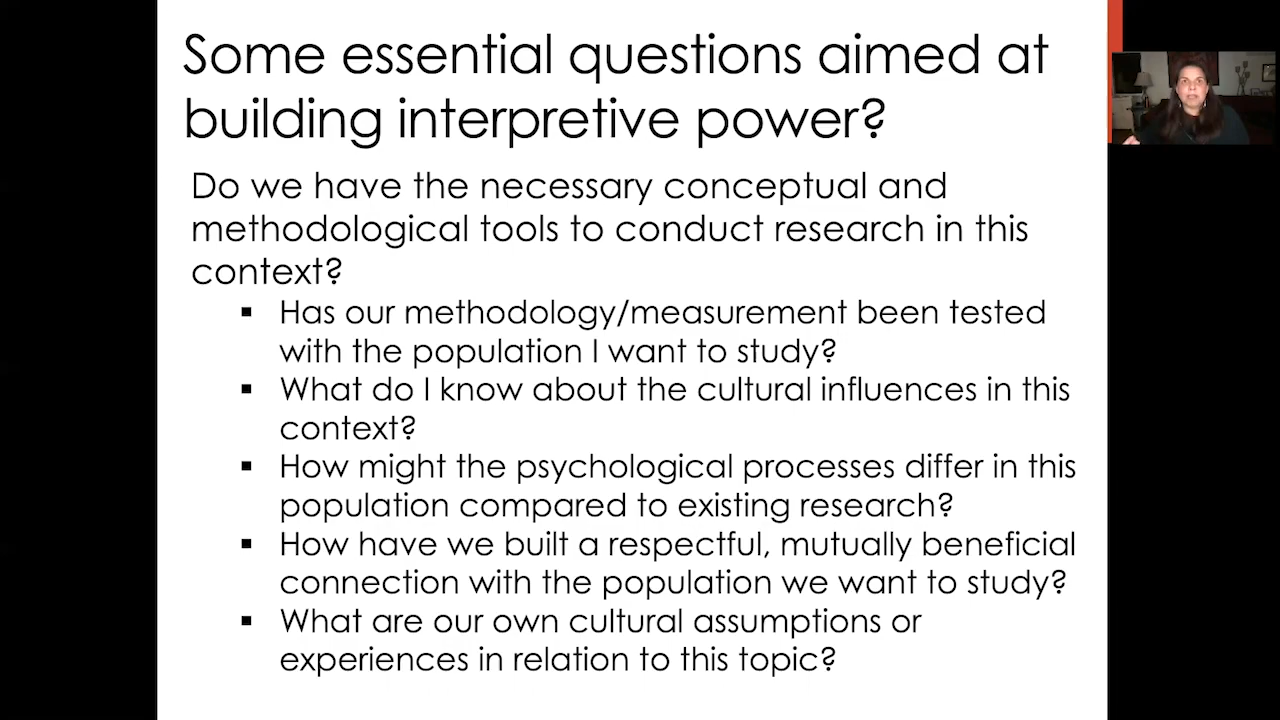 Some essential questions aimed at
building interpretive power?
Do we have the necessary conceptual and
methodological tools to conduct research in this
context?
▪ Has our methodology/measurement been tested
with the population I want to study?
▪ What do I know about the cultural influences in this
context?
▪ How might the psychological processes differ in this
population compared to existing research?
▪ How have we built a respectful, mutually beneficial
connection with the population we want to study?
▪ What are our own cultural assumptions or
experiences in relation to this topic?